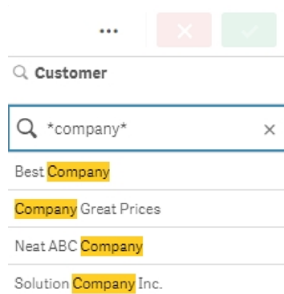 Customer
*company*
Best Company
Company Great Prices
Neat ABC Company
Solution Company Inc.